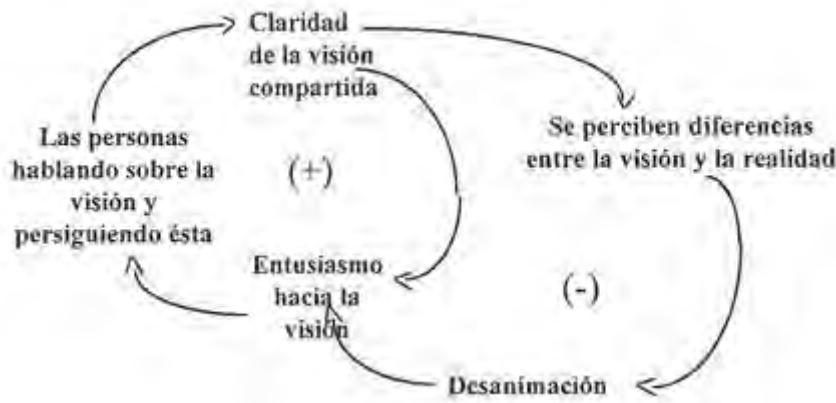 Claridad
de la visión
compartida
Se perciben diferencias
entre la visión y la realidad
Las personas
hablando sobre la
visión y
persiguiendo ésta
(+)
Entusiasmo
hacia la
visión
(-)
Desanimación